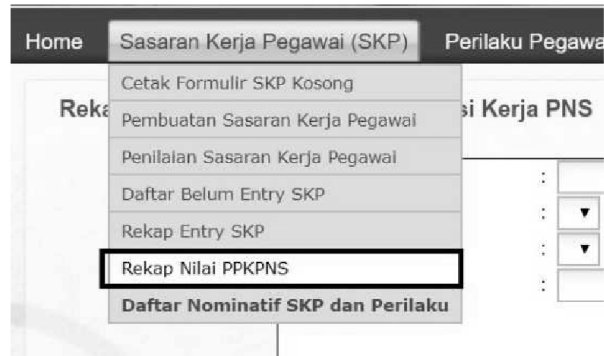 Home Sasaran Kerja Pegawai (SKP) Perilaku Pegawa
Cetak Formulir SKP Kosong
Reka si Kerja PNS
Pembuatan Sasaran Kerja Pegawai
Penilaian Sasaran Kerja Pegawai
:
Daftar Belum Entry SKP
: ▼
Rekap Entry SKP
: ▼
Rekap Nilai PPKPNS
:
Daftar Nominatif SKP dan Perilaku